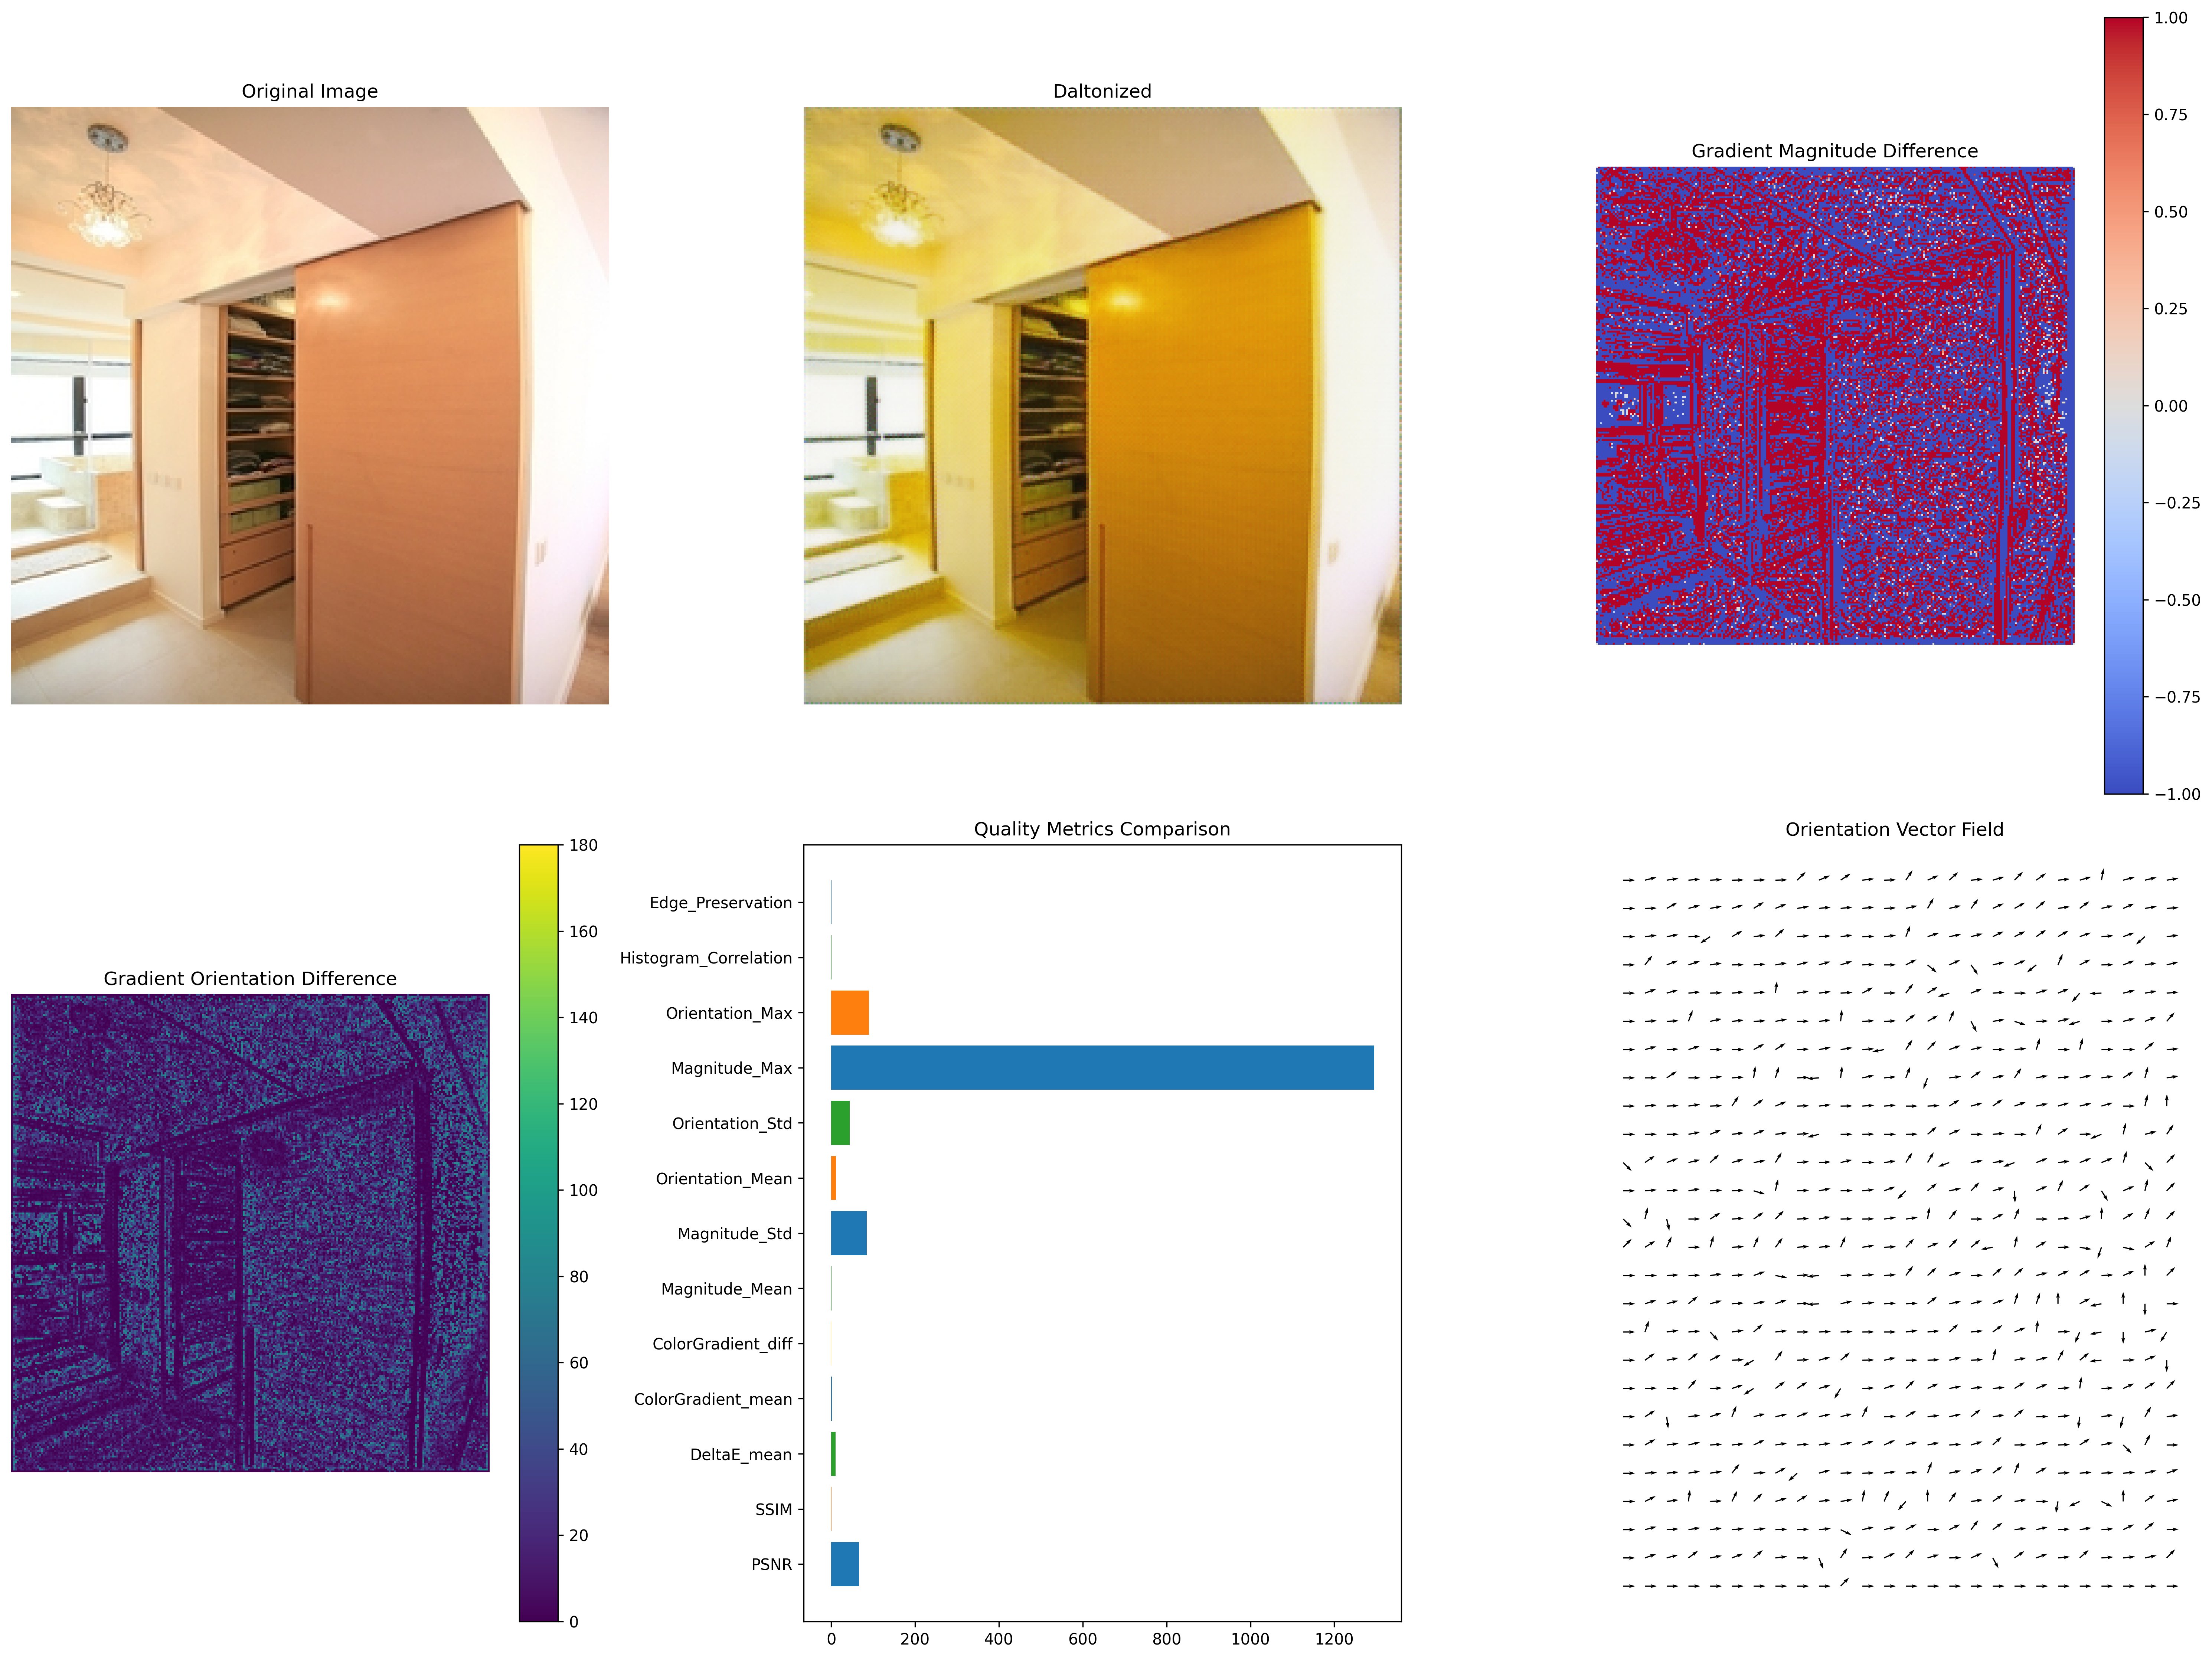 Original Image
Daltonized
Gradient Magnitude Difference
1.00
0.75
0.50
0.25
0.00
−0.25
−0.50
−0.75
−1.00
Gradient Orientation Difference
180
160
140
120
100
80
60
40
20
0
Quality Metrics Comparison
Edge_Preservation
Histogram_Correlation
Orientation_Max
Magnitude_Max
Orientation_Std
Orientation_Mean
Magnitude_Std
Magnitude_Mean
ColorGradient_diff
ColorGradient_mean
DeltaE_mean
SSIM
PSNR
0 200 400 600 800 1000 1200
Orientation Vector Field